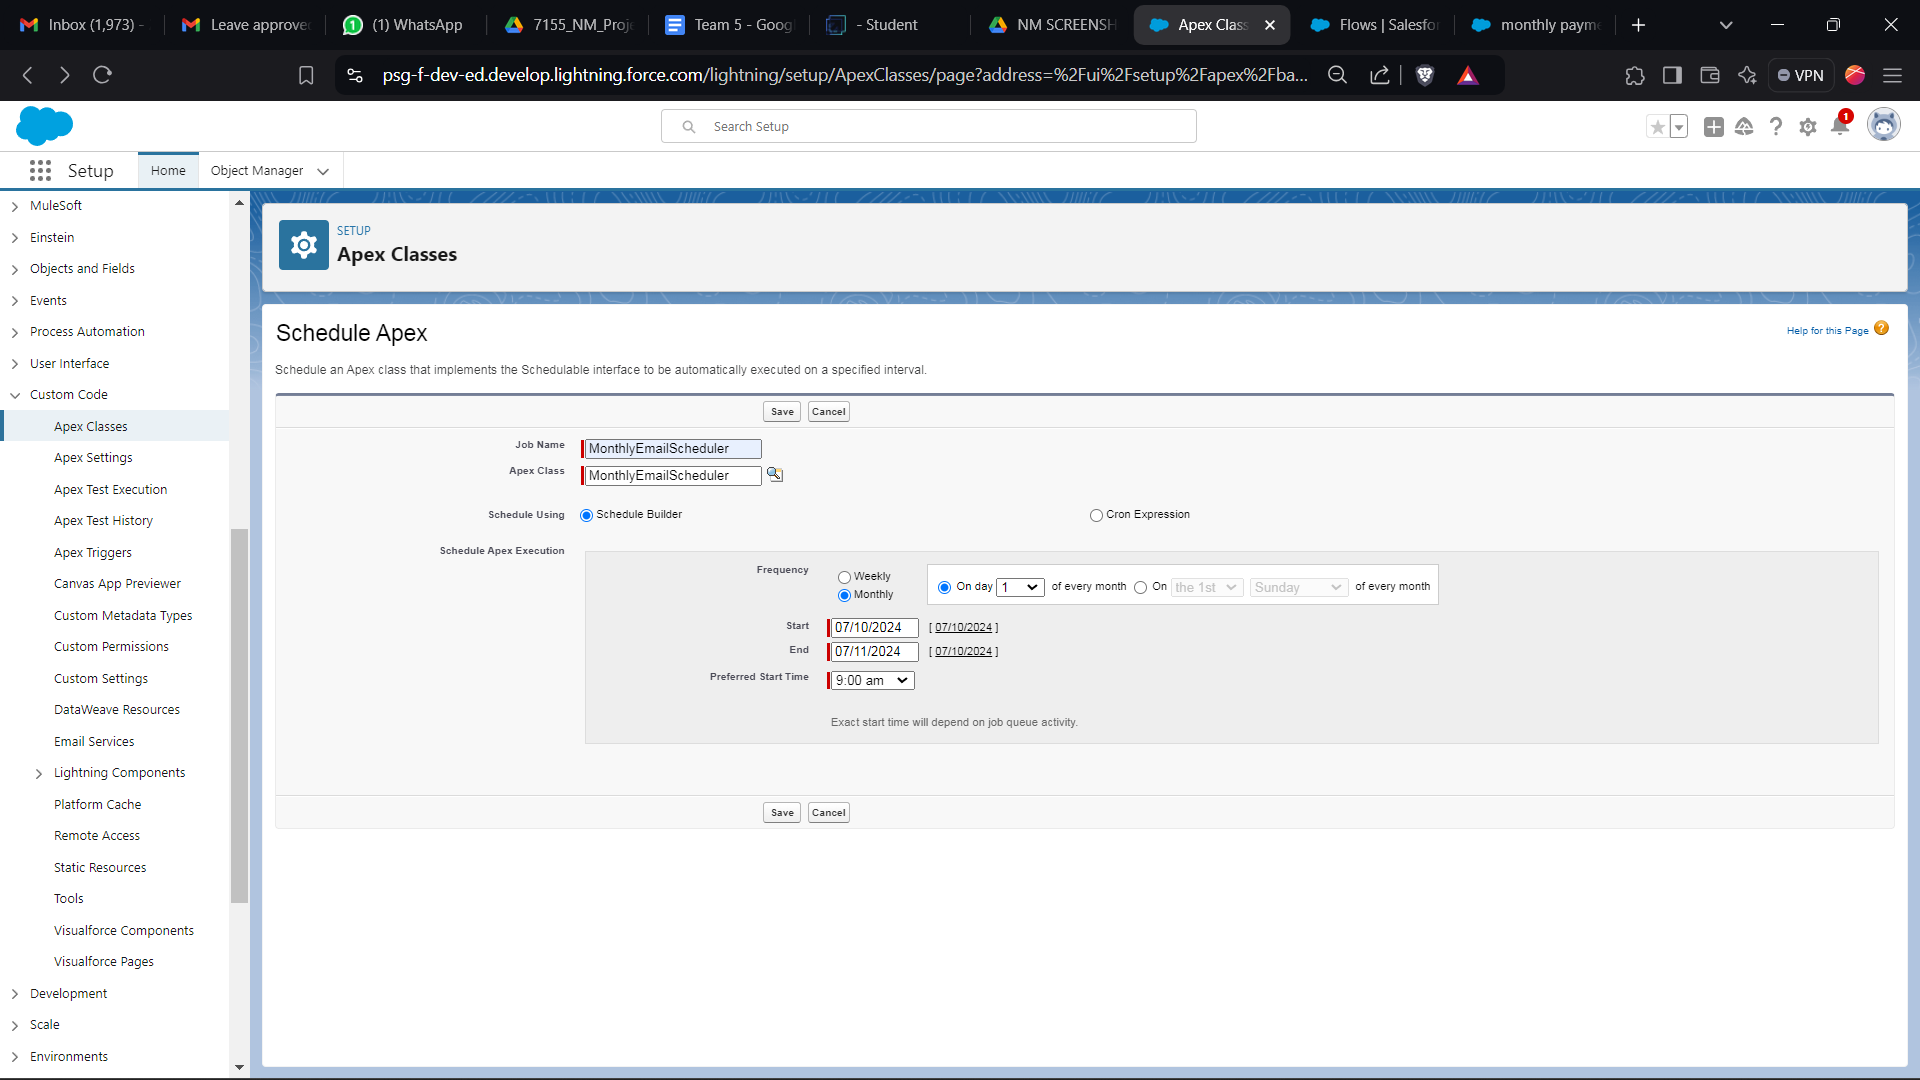 Inbox (1,973) -
Leave approve
(1) WhatsApp
7155_NM_Proj
Team 5 - Goog
- Student
NM SCREENSH
Apex Clas
Flows | Salesfo
monthly payme
psg-f-dev-ed.develop.lightning.force.com/lightning/setup/ApexClasses/page?address=%2Fui%2Fsetup%2Fapex%2Fba...
VPN
Search Setup
1
Setup
Home
Object Manager
MuleSoft
Einstein
Objects and Fields
Events
Process Automation
User Interface
Custom Code
Apex Classes
Apex Settings
Apex Test Execution
Apex Test History
Apex Triggers
Canvas App Previewer
Custom Metadata Types
Custom Permissions
Custom Settings
DataWeave Resources
Email Services
Lightning Components
Platform Cache
Remote Access
Static Resources
Tools
Visualforce Components
Visualforce Pages
Development
Scale
Environments
SETUP
Apex Classes
Schedule Apex
Help for this Page ?
Schedule an Apex class that implements the Schedulable interface to be automatically executed on a specified interval.
Save Cancel
Job Name MonthlyEmailScheduler
Apex Class MonthlyEmailScheduler
Schedule Using Schedule Builder Cron Expression
Schedule Apex Execution
Frequency Weekly
Monthly
On day 1 of every month On the 1st Sunday of every month
Start 07/10/2024 [ 07/10/2024 ]
End 07/11/2024 [ 07/10/2024 ]
Preferred Start Time 9:00 am
Exact start time will depend on job queue activity.
Save Cancel